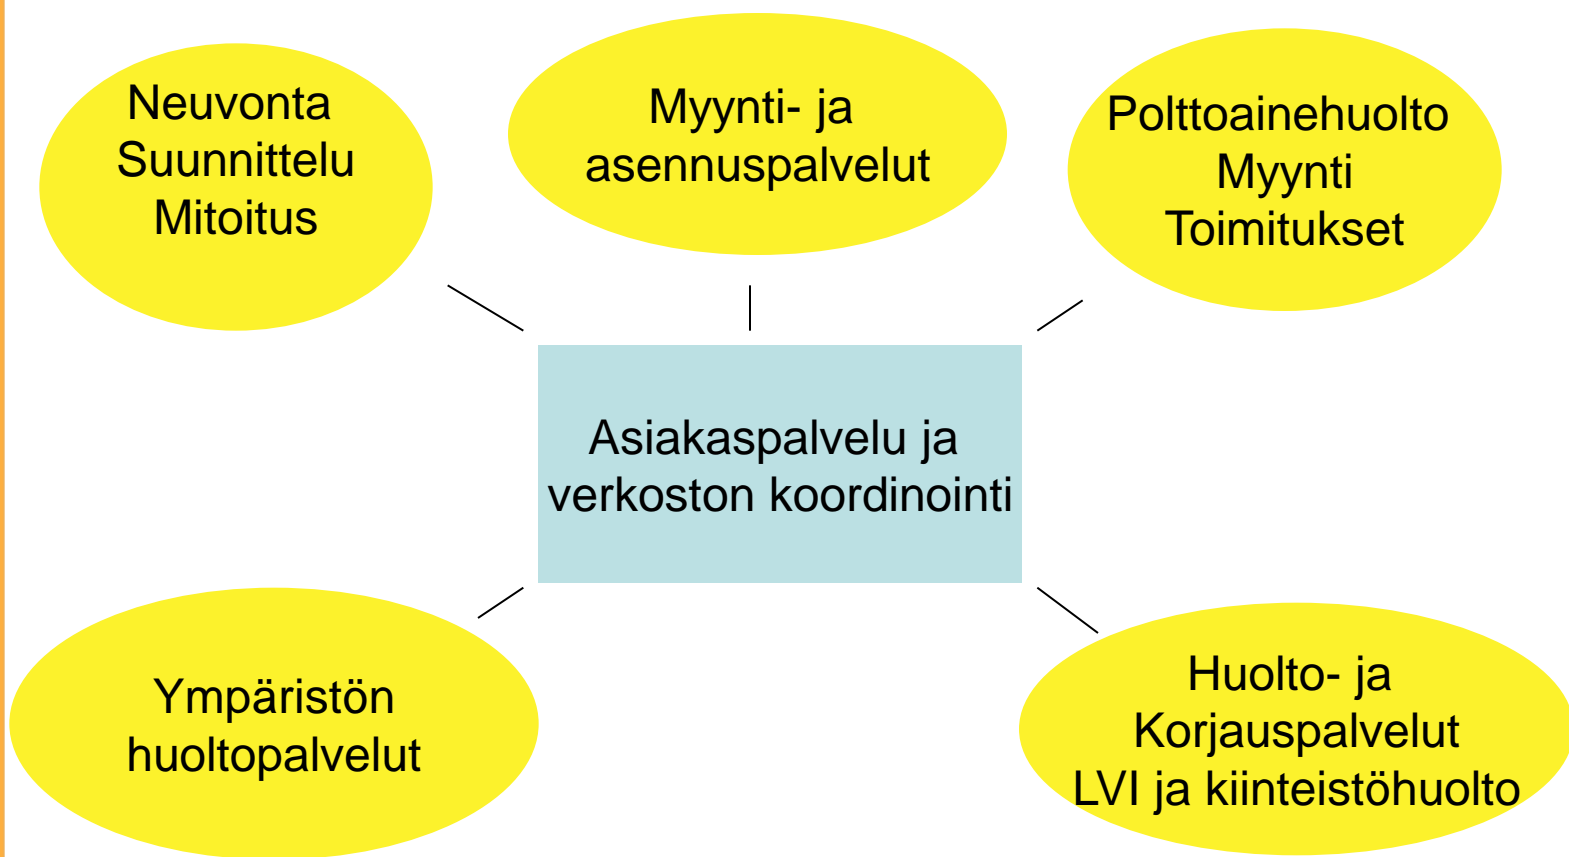 Neuvonta
Suunnittelu
Mitoitus
Myynti- ja
asennuspalvelut
Polttoainehuolto
Myynti
Toimitukset
Asiakaspalvelu ja
verkoston koordinointi
Ympäristön
huoltopalvelut
Huolto- ja
Korjauspalvelut
LVI ja kiinteistöhuolto